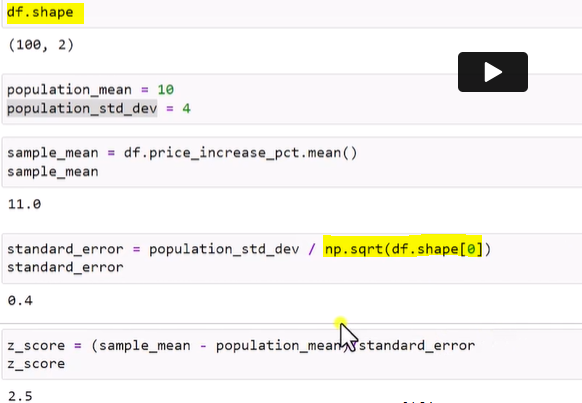 df.shape
(100, 2)
population_mean = 10
population_std_dev = 4
sample_mean = df.price_increase_pct.mean()
sample_mean
11.0
standard_error = population_std_dev / np.sqrt(df.shape[0])
standard_error
0.4
z_score = (sample_mean - population_mean)/standard_error
z_score
2.5